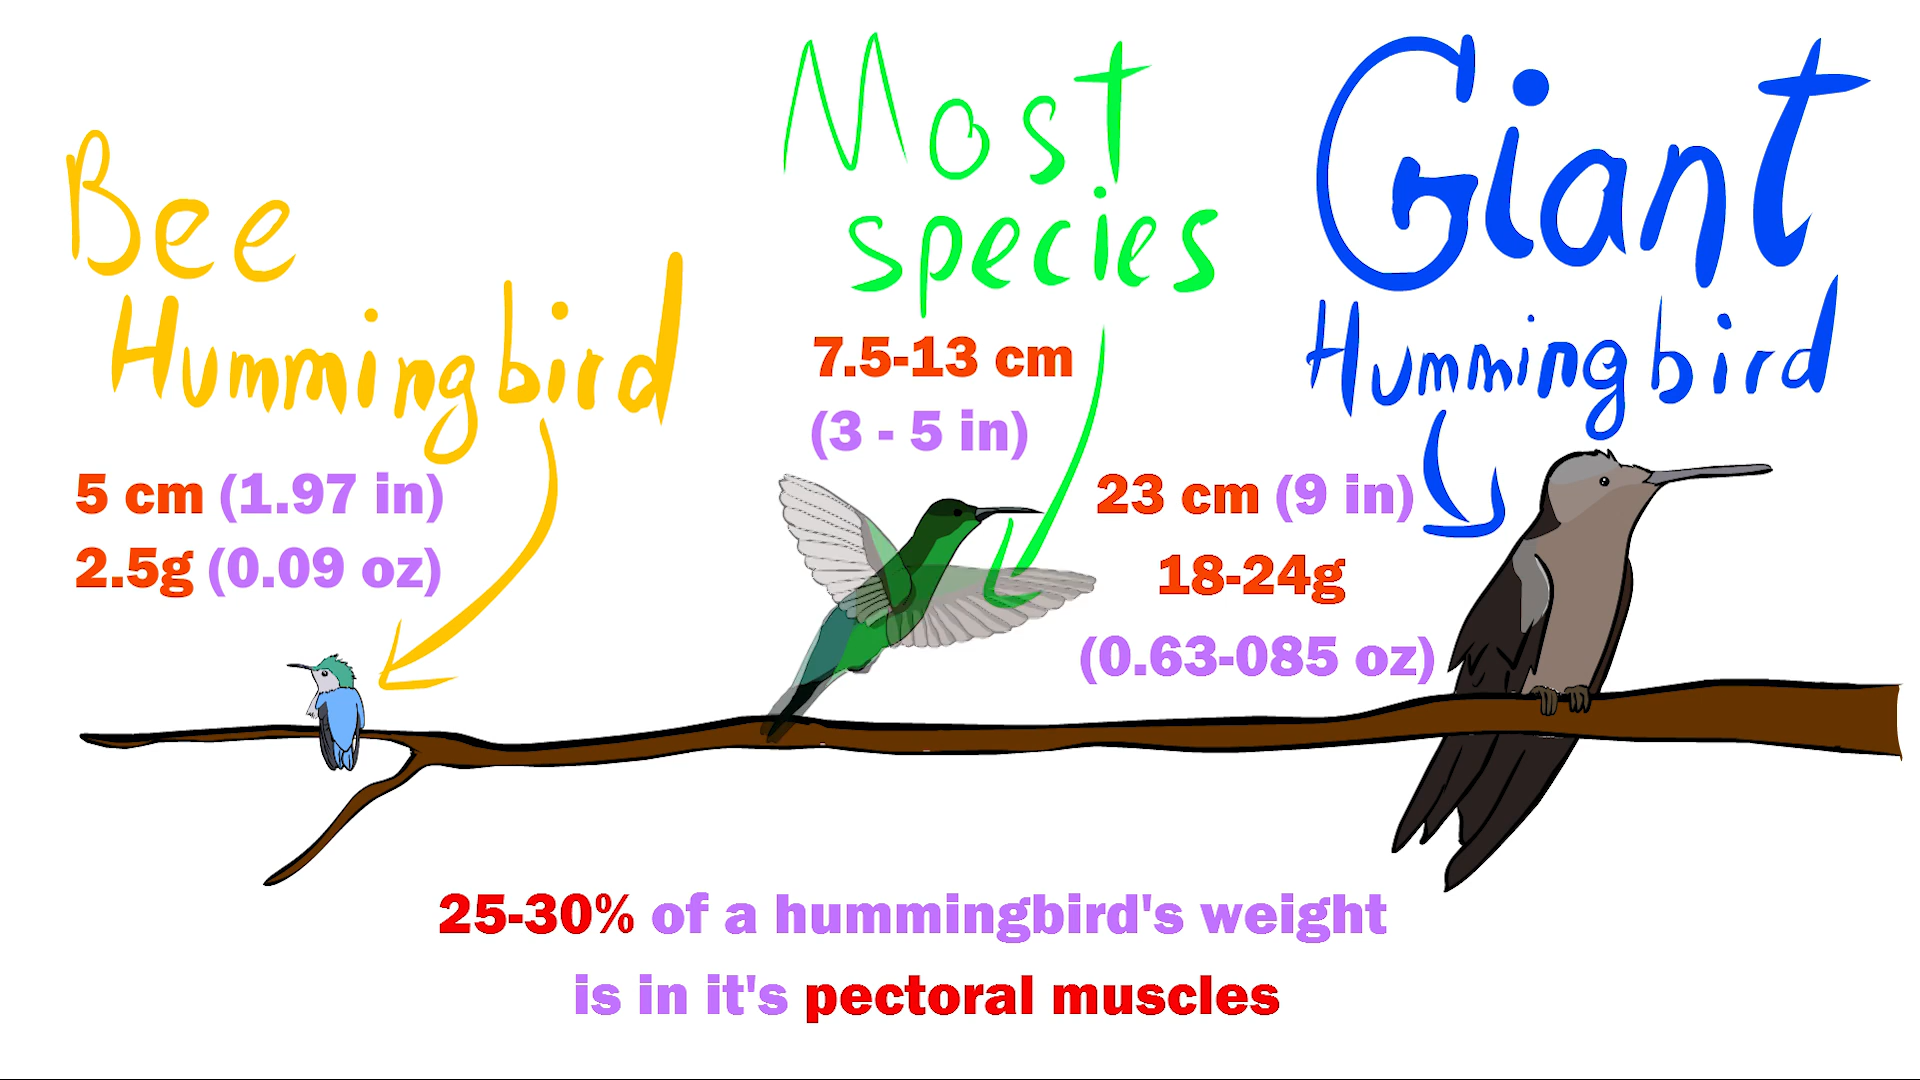 Bee
Hummingbird
5 cm (1.97 in)
2.5g (0.09 oz)
Most
species
7.5-13 cm
(3 - 5 in)
Giant
Hummingbird
23 cm (9 in)
18-24g
(0.63-085 oz)
25-30% of a hummingbird's weight
is in it's pectoral muscles